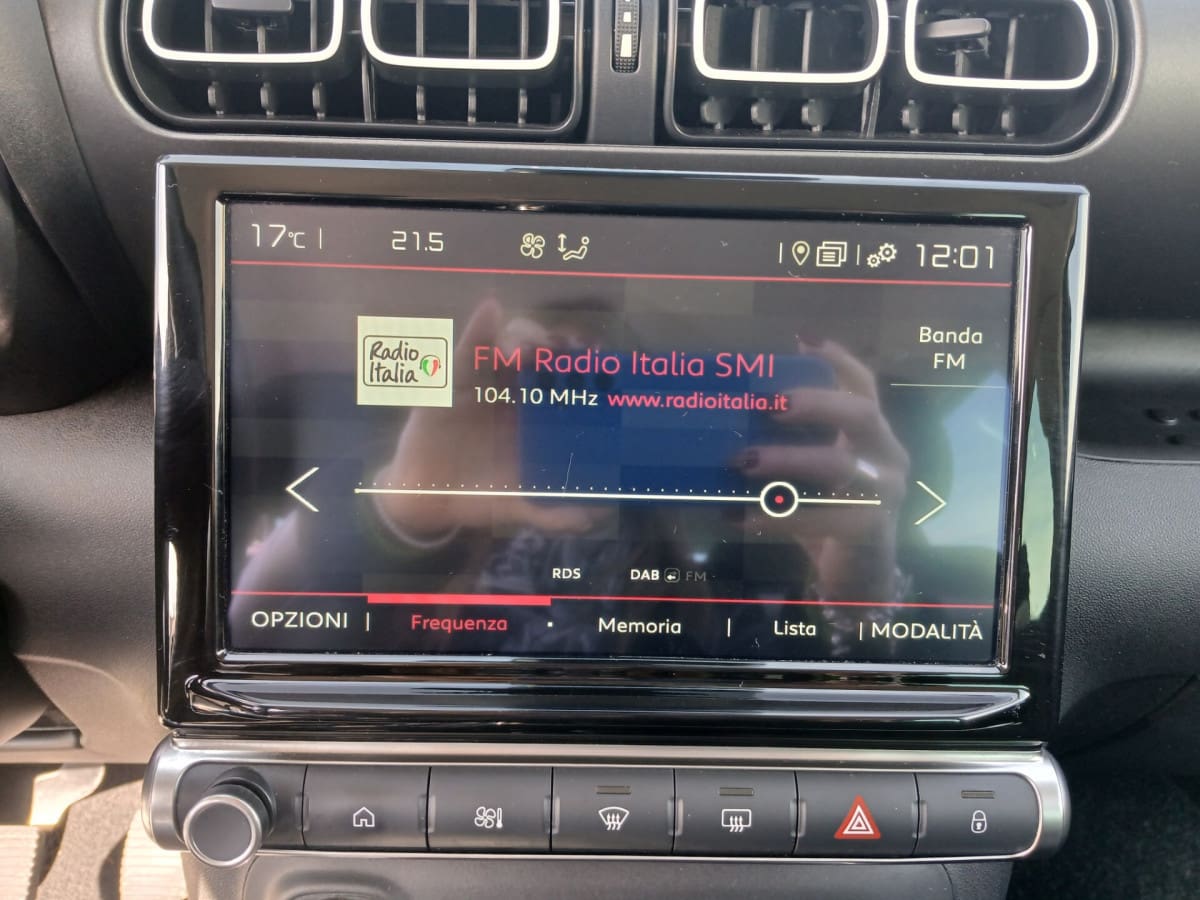 17°C
21.5
12:01
Radio
Italia
FM Radio Italia SMI
104.10 MHz www.radioitalia.it
Banda
FM
RDS
DAB FM
OPZIONI
Frequenza
Memoria
Lista
MODALITÀ